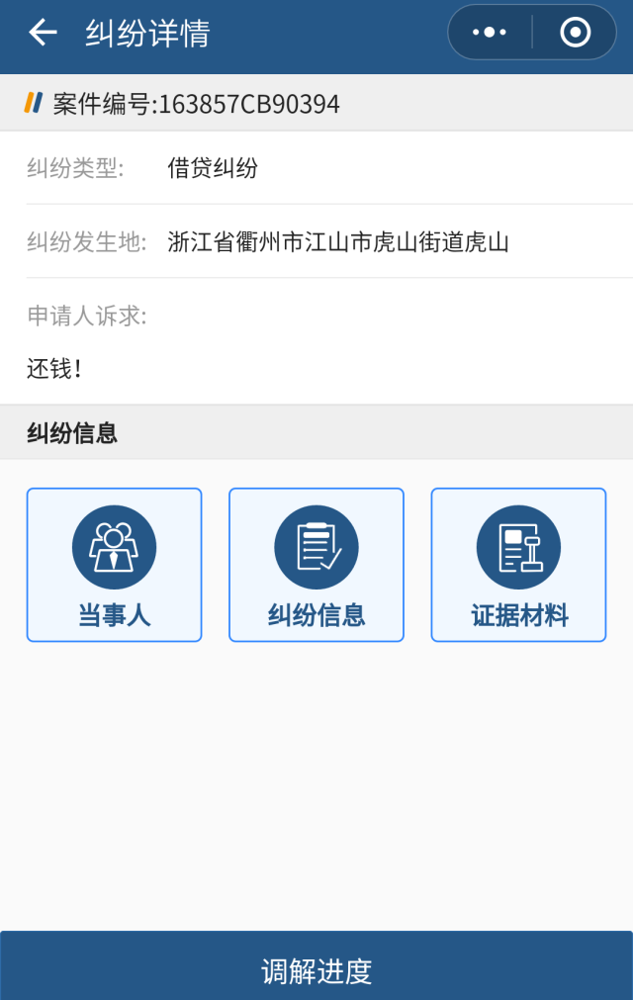 纠纷详情
案件编号:163857CB90394
纠纷类型: 借贷纠纷
纠纷发生地: 浙江省衢州市江山市虎山街道虎山
申请人诉求:
还钱!
纠纷信息
当事人 纠纷信息 证据材料
调解进度